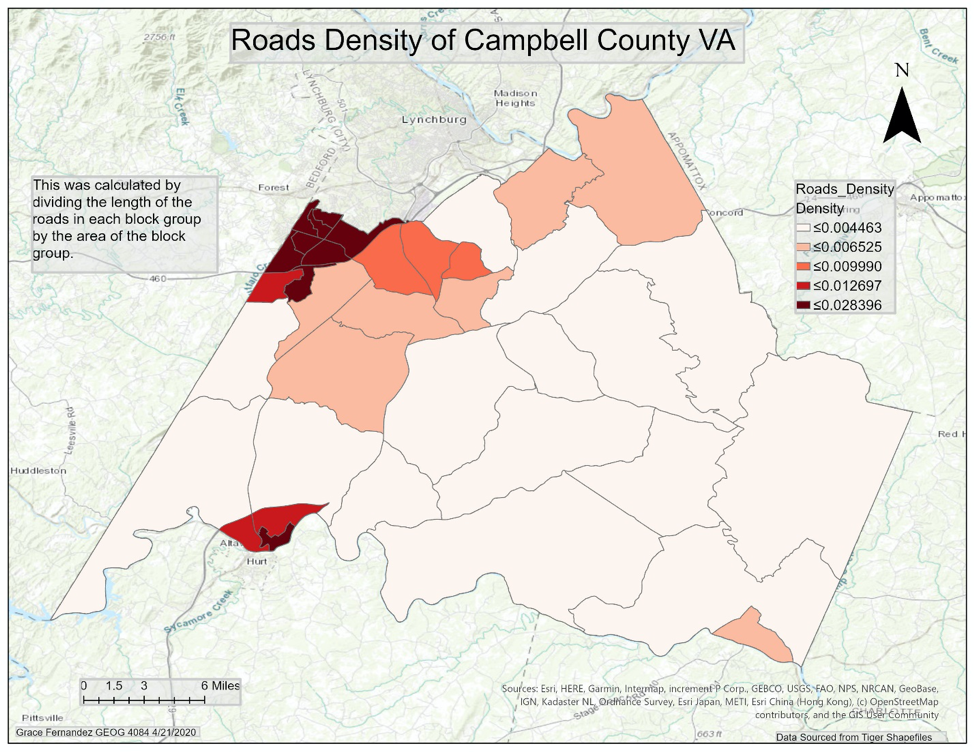 Roads Density of Campbell County VA
2756 ft
Bent Creek
Elk Creek
LYNCHBURG (CITY)
BEDFORD
501
Madison
Heights
Lynchburg
N
APPOMATTOX
Forest
This was calculated by
dividing the length of the
roads in each block group
by the area of the block
group.
Roads_Density
Density
≤0.004463
≤0.006525
≤0.009990
≤0.012697
≤0.028396
Appomattox
oncord
460
Leesville Rd
Huddleston
Red H
Alta
Hurt
Sycamore Creek
0 1.5 3 6 Miles
Pittsville
Sources: Esri, HERE, Garmin, Intermap, increment P Corp., GEBCO, USGS, FAO, NPS, NRCAN, GeoBase,
IGN, Kadaster NL, Ordnance Survey, Esri Japan, METI, Esri China (Hong Kong), (c) OpenStreetMap
contributors, and the GIS User Community
663 ft
Grace Fernandez GEOG 4084 4/21/2020
Data Sourced from Tiger Shapefiles